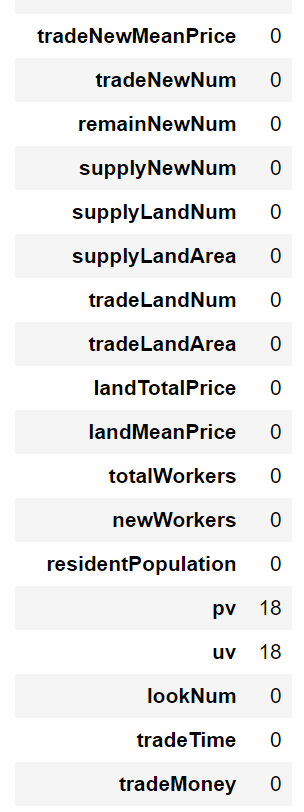 tradeNewMeanPrice 0
tradeNewNum 0
remainNewNum 0
supplyNewNum 0
supplyLandNum 0
supplyLandArea 0
tradeLandNum 0
tradeLandArea 0
landTotalPrice 0
landMeanPrice 0
totalWorkers 0
newWorkers 0
residentPopulation 0
pv 18
uv 18
lookNum 0
tradeTime 0
tradeMoney 0